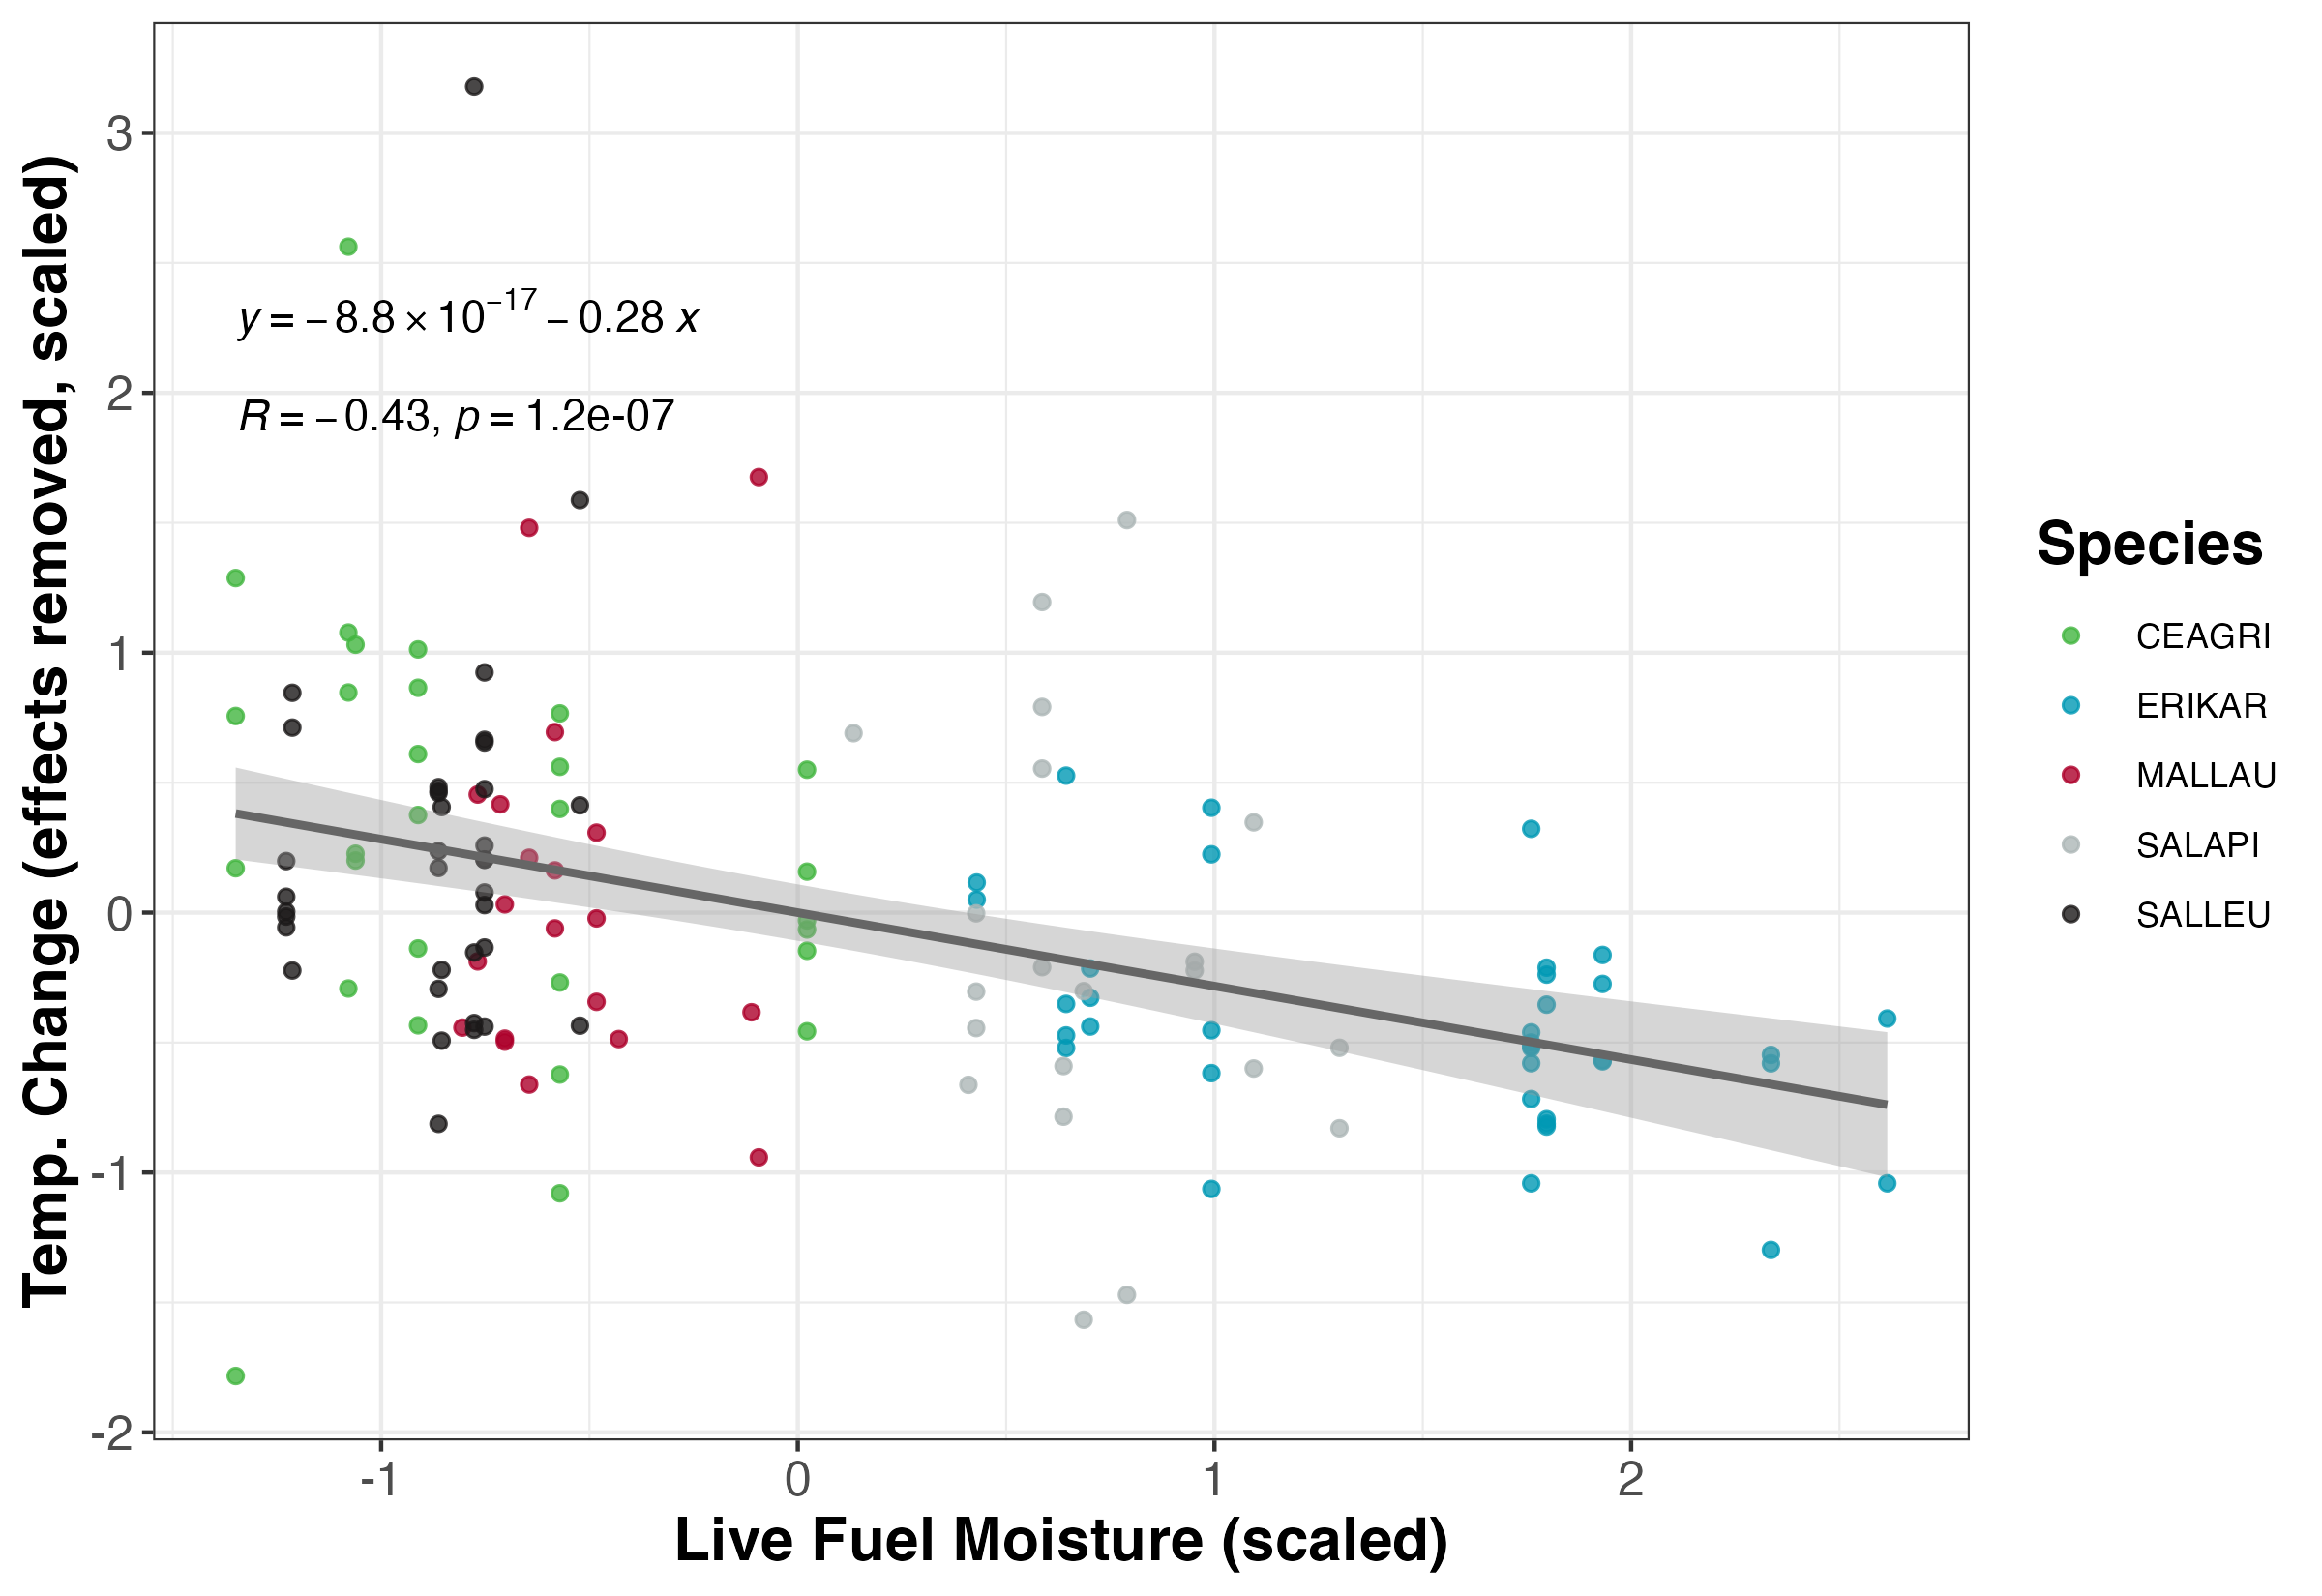 Temp. Change (effects removed, scaled)
3
2
1
0
-1
-2
y = −8.8 × 10⁻¹⁷ − 0.28 x
R = −0.43, p = 1.2e-07
-1 0 1 2
Live Fuel Moisture (scaled)
Species
CEAGRI
ERIKAR
MALLAU
SALAPI
SALLEU